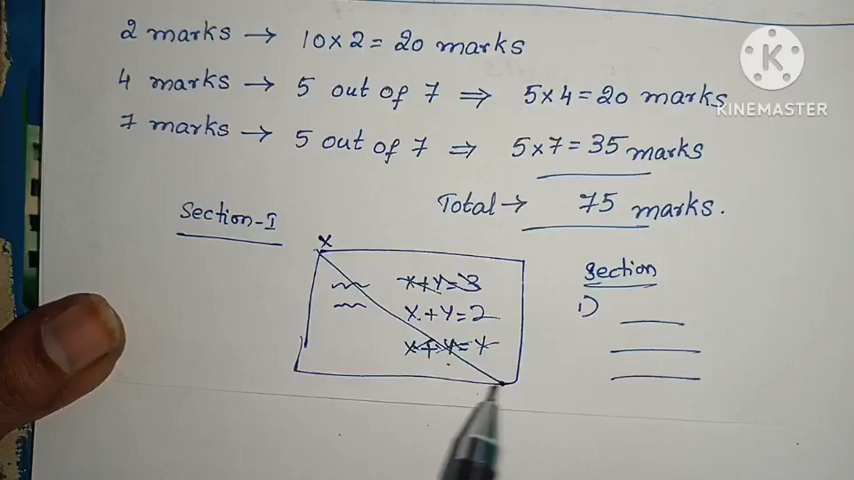 2 marks → 10 x 2 = 20 marks
4 marks → 5 out of 7 ⇒ 5 x 4 = 20 marks
7 marks → 5 out of 7 ⇒ 5 x 7 = 35 marks
Total → 75 marks.
Section-I
x
x+y=3
x+y=2
x+y=4
Section
1)
K
KINEMASTER